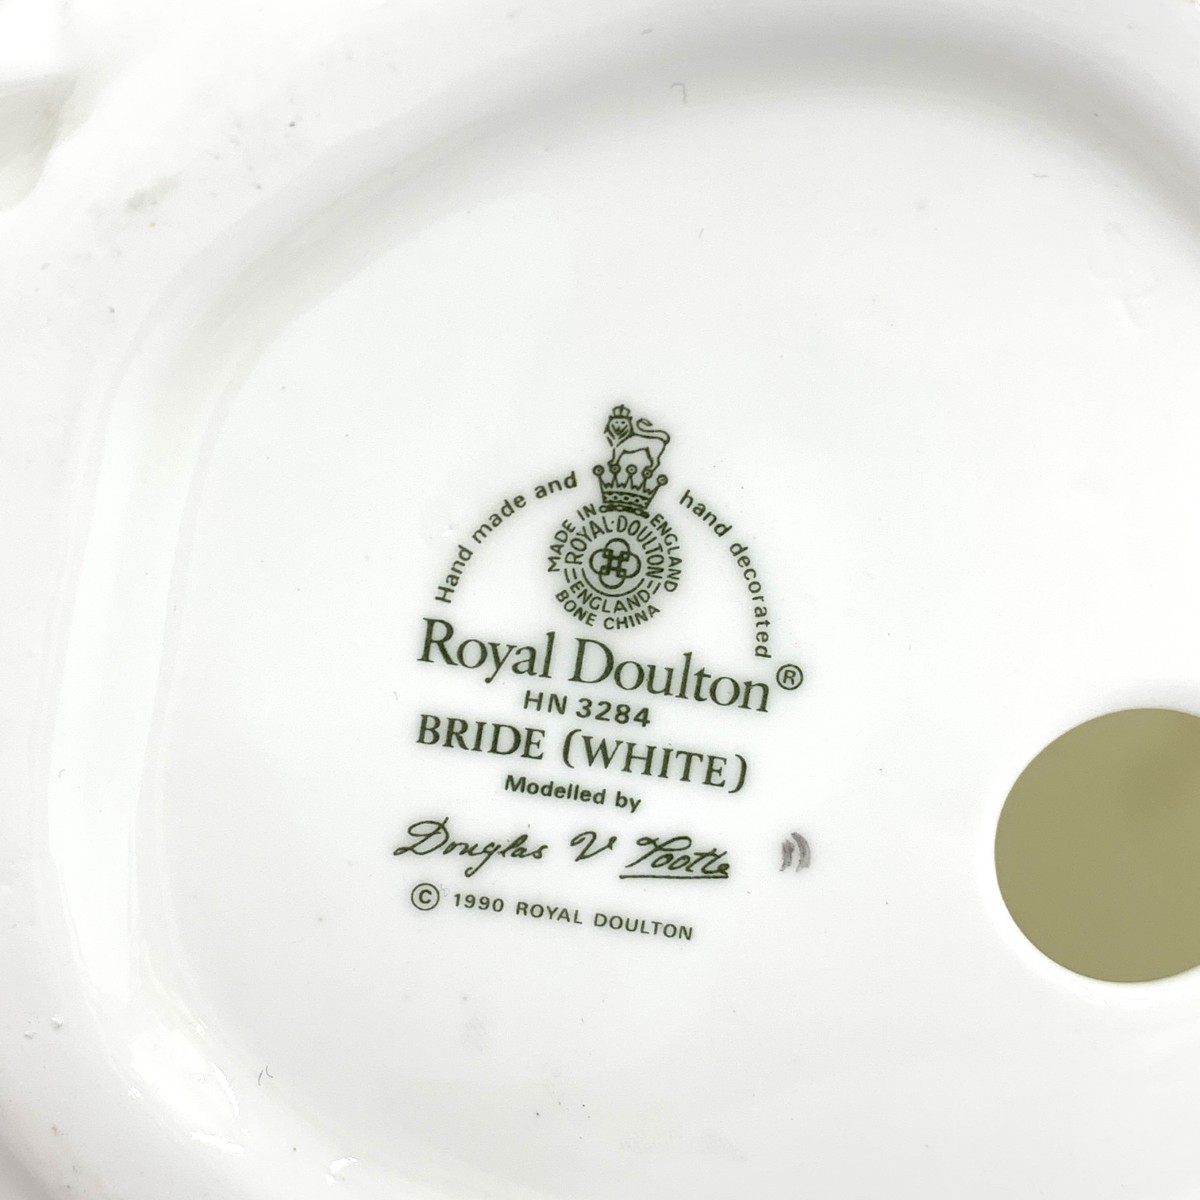 Hand made and hand decorated
MADE IN ENGLAND
ROYAL·DOULTON
ENGLAND
BONE CHINA
Royal Doulton®
HN 3284
BRIDE (WHITE)
Modelled by
Douglas V Tootle
© 1990 ROYAL DOULTON